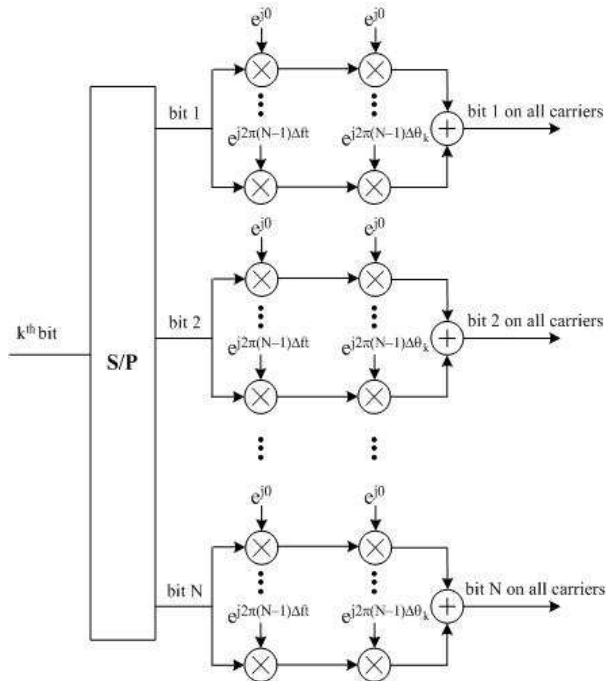 e^{j0} e^{j0}
bit 1
bit 1 on all carriers
e^{j2π(N−1)Δft} e^{j2π(N−1)Δθ_k}
e^{j0} e^{j0}
k^{th} bit
S/P
bit 2
bit 2 on all carriers
e^{j2π(N−1)Δft} e^{j2π(N−1)Δθ_k}
e^{j0} e^{j0}
bit N
bit N on all carriers
e^{j2π(N−1)Δft} e^{j2π(N−1)Δθ_k}